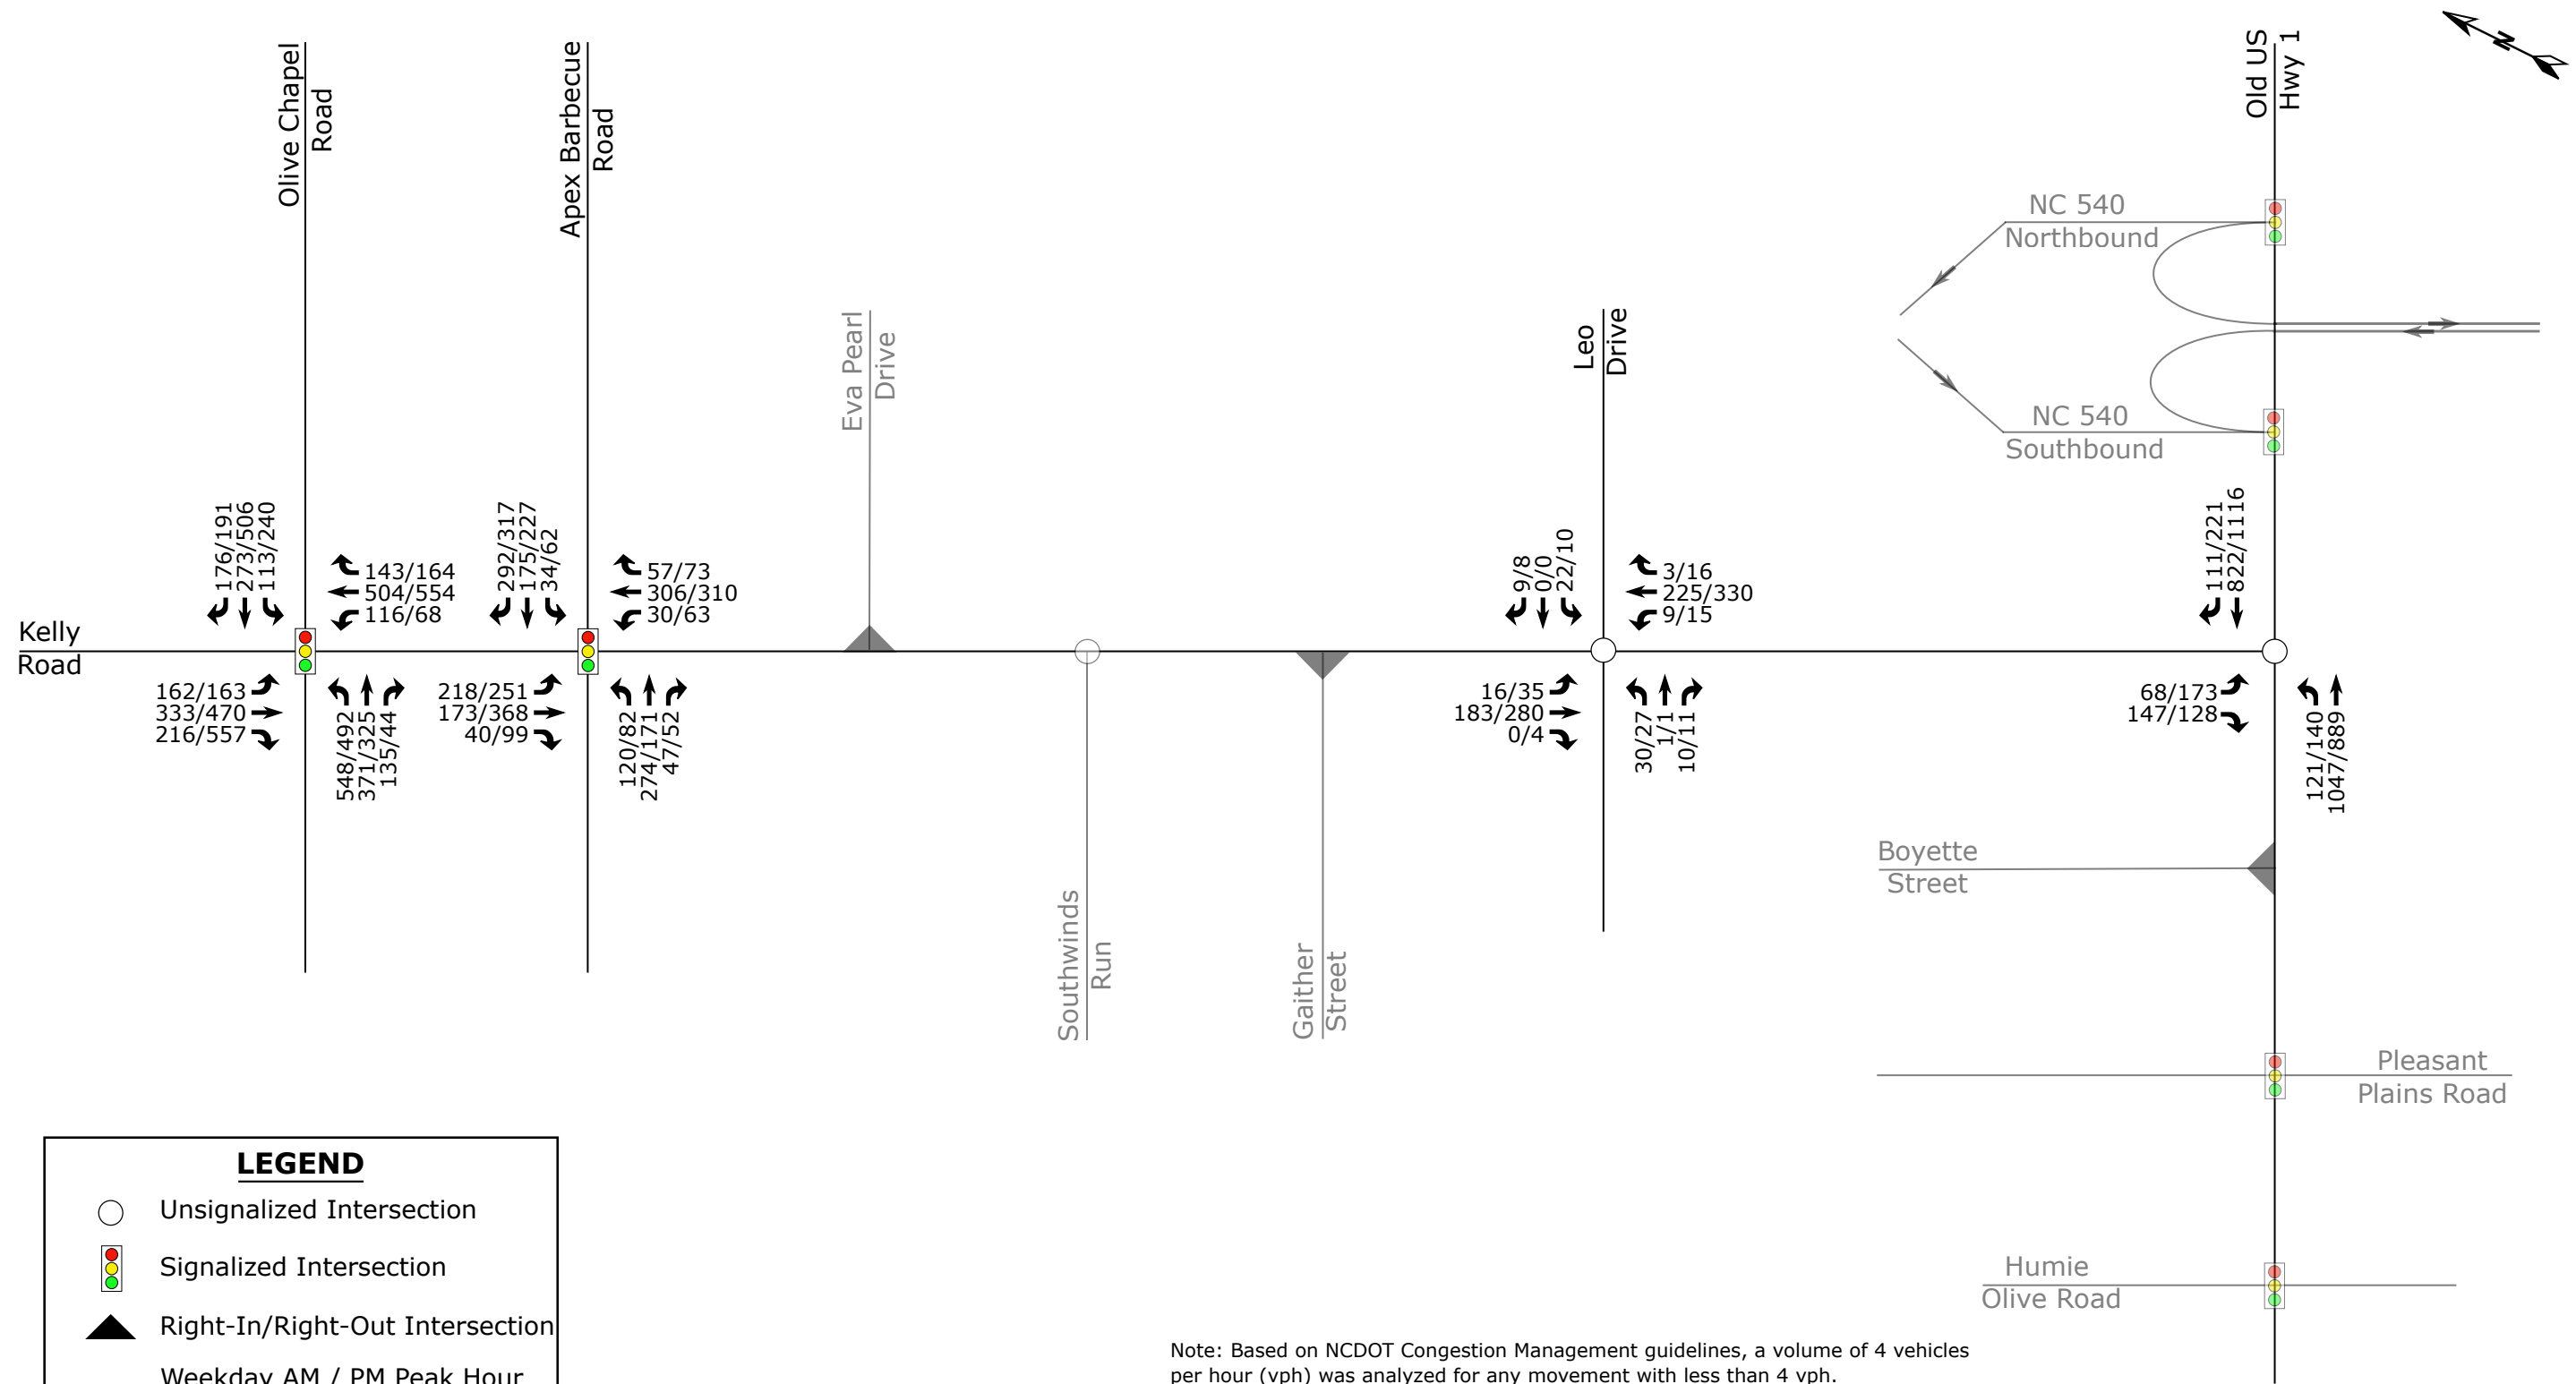 Olive Chapel
Road
Apex Barbecue
Road
Old US
Hwy 1
N
NC 540
Northbound
Eva Pearl
Drive
Leo
Drive
NC 540
Southbound
176/191
273/506
113/240
143/164
504/554
116/68
292/317
175/227
34/62
57/73
306/310
30/63
9/8
0/0
22/10
3/16
225/330
9/15
111/221
822/1116
Kelly
Road
162/163
333/470
216/557
548/492
371/325
135/44
218/251
173/368
40/99
120/82
274/171
47/52
16/35
183/280
0/4
30/27
1/1
10/11
68/173
147/128
121/140
1047/889
Boyette
Street
Southwinds
Run
Gaither
Street
Pleasant
Plains Road
Humie
Olive Road
LEGEND
Unsignalized Intersection
Signalized Intersection
Right-In/Right-Out Intersection
Weekday AM / PM Peak Hour
Note: Based on NCDOT Congestion Management guidelines, a volume of 4 vehicles
per hour (vph) was analyzed for any movement with less than 4 vph.